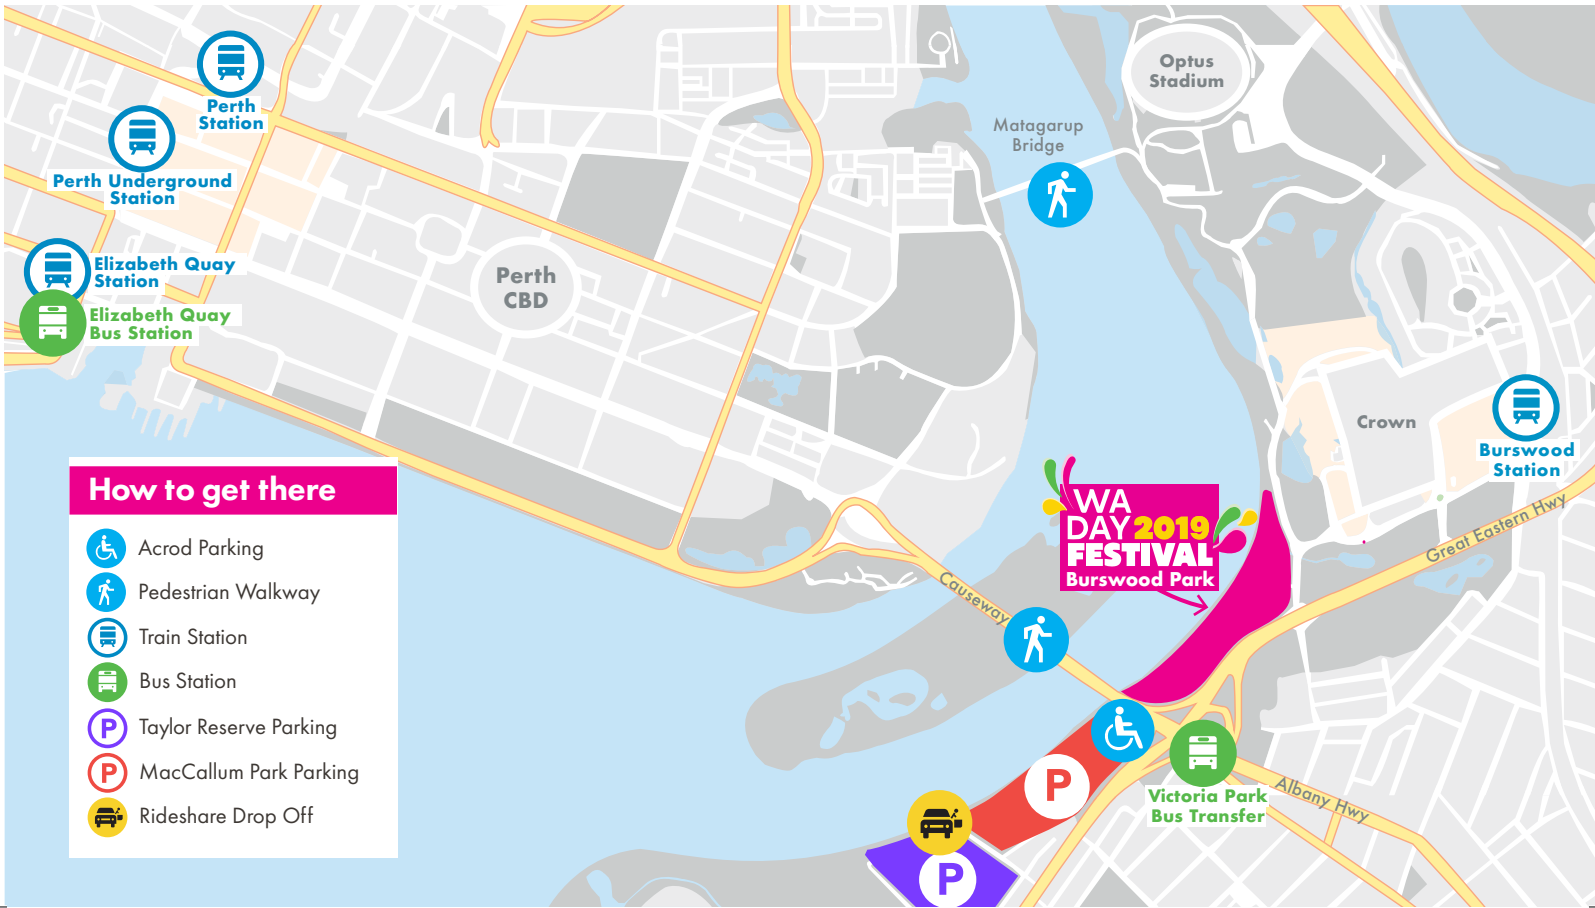 Perth
Station
Perth Underground
Station
Elizabeth Quay
Station
Elizabeth Quay
Bus Station
Perth
CBD
Matagarup
Bridge
Optus
Stadium
Crown
Burswood
Station
Great Eastern Hwy
WA
DAY 2019
FESTIVAL
Burswood Park
Causeway
Victoria Park
Bus Transfer
Albany Hwy
P
P
How to get there
Acrod Parking
Pedestrian Walkway
Train Station
Bus Station
P Taylor Reserve Parking
P MacCallum Park Parking
Rideshare Drop Off